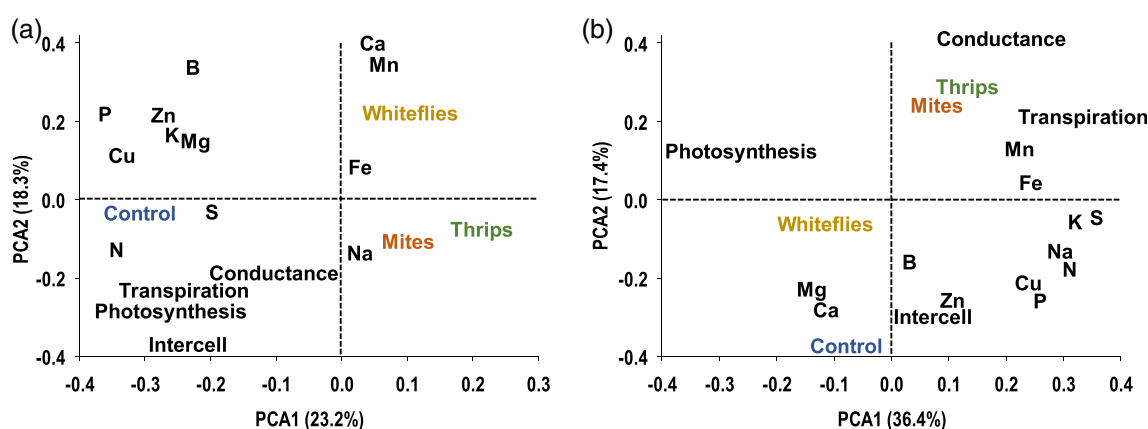 (a)
0.4
0.2
0.0
-0.2
-0.4
PCA2 (18.3%)
Ca
Mn
B
P
Zn
K
Mg
Cu
Whiteflies
Fe
Control
S
N
Na
Mites
Thrips
Conductance
Transpiration
Photosynthesis
Intercell
-0.4 -0.3 -0.2 -0.1 0.0 0.1 0.2 0.3
PCA1 (23.2%)
(b)
0.4
0.2
0.0
-0.2
-0.4
PCA2 (17.4%)
Conductance
Thrips
Mites
Transpiration
Photosynthesis
Mn
Fe
Whiteflies
K
S
B
Na
N
Mg
Ca
Zn
Cu
P
Intercell
Control
-0.4 -0.3 -0.2 -0.1 0.0 0.1 0.2 0.3 0.4
PCA1 (36.4%)